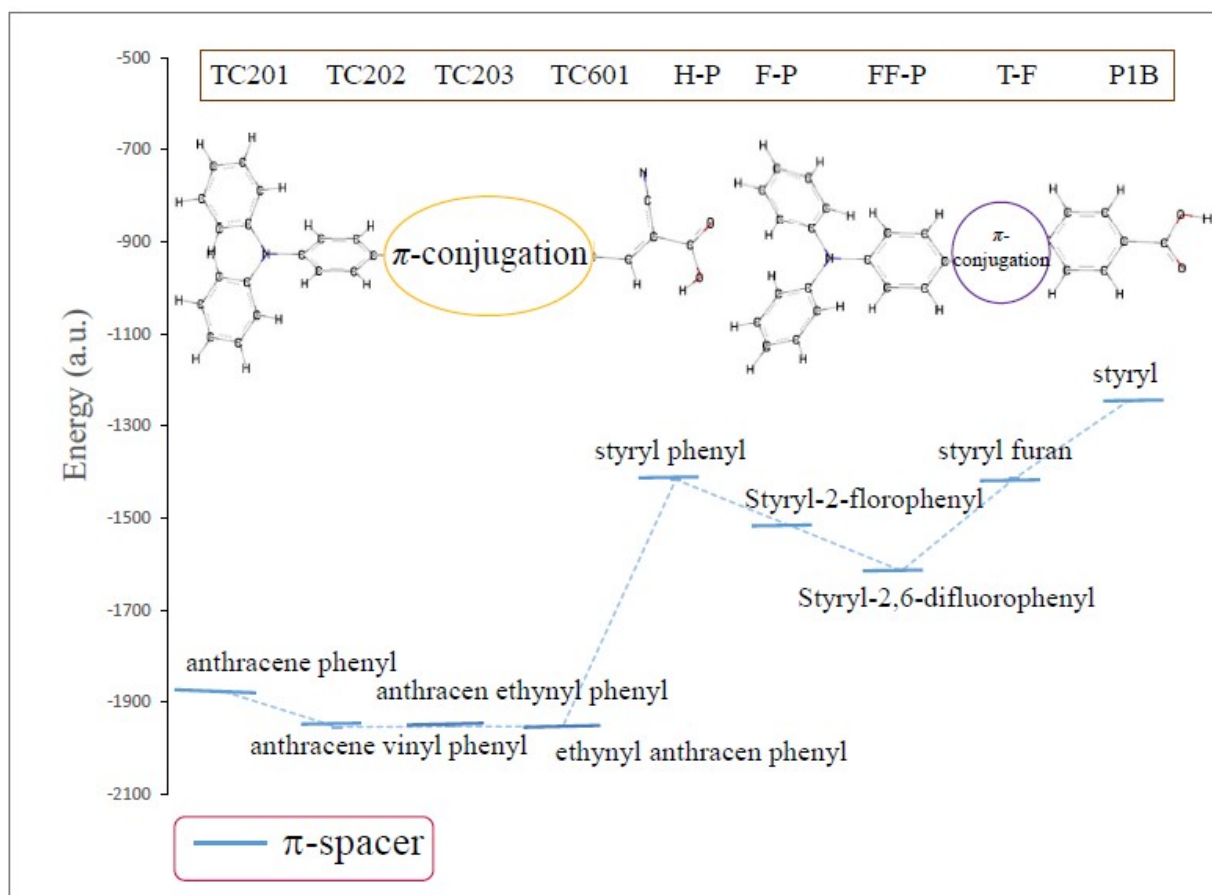 -500
TC201 TC202 TC203 TC601 H-P F-P FF-P T-F P1B
-700
-900
-1100
-1300
-1500
-1700
-1900
-2100
Energy (a.u.)
π-conjugation
π-
conjugation
styryl
styryl phenyl
styryl furan
Styryl-2-florophenyl
Styryl-2,6-difluorophenyl
anthracene phenyl
anthracen ethynyl phenyl
anthracene vinyl phenyl
ethynyl anthracen phenyl
π-spacer